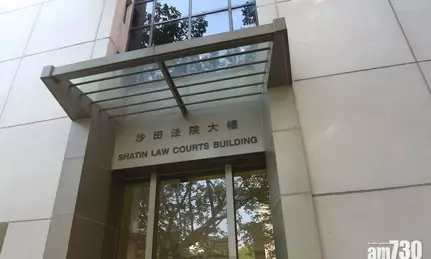 沙田法院大樓
SHATIN LAW COURTS BUILDING
am730